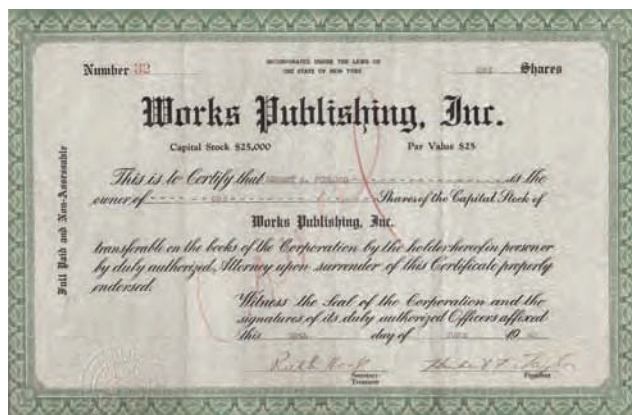 Number 32
INCORPORATED UNDER THE LAWS OF
THE STATE OF NEW YORK
Shares
Works Publishing, Inc.
Capital Stock $25,000
Par Value $25
Full Paid and Non-Assessable
This is to Certify that is the
owner of Shares of the Capital Stock of
Works Publishing, Inc.
transferable on the books of the Corporation by the holder hereof in person or
by duly authorized Attorney upon surrender of this Certificate properly
endorsed.
Witness the Seal of the Corporation and the
signatures of its duly authorized Officers affixed
this day of 19
Secretary
Treasurer
President